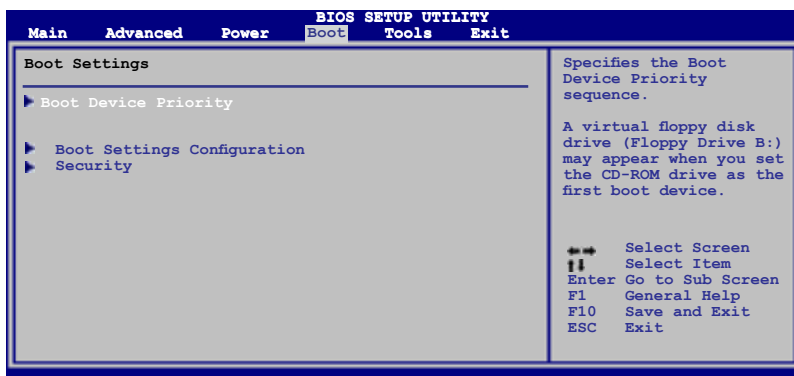 BIOS SETUP UTILITY
Main Advanced Power Boot Tools Exit
Boot Settings
Boot Device Priority
Boot Settings Configuration
Security
Specifies the Boot
Device Priority
sequence.
A virtual floppy disk
drive (Floppy Drive B:)
may appear when you set
the CD-ROM drive as the
first boot device.
←→ Select Screen
↑↓ Select Item
Enter Go to Sub Screen
F1 General Help
F10 Save and Exit
ESC Exit